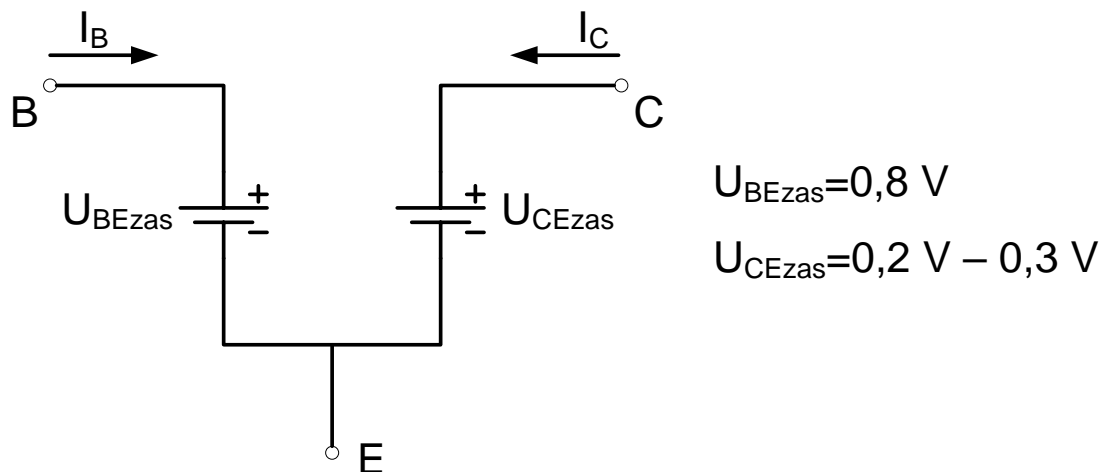 I_B
I_C
B
C
U_BEzas
+
-
+
-
U_CEzas
U_BEzas=0,8 V
U_CEzas=0,2 V – 0,3 V
E